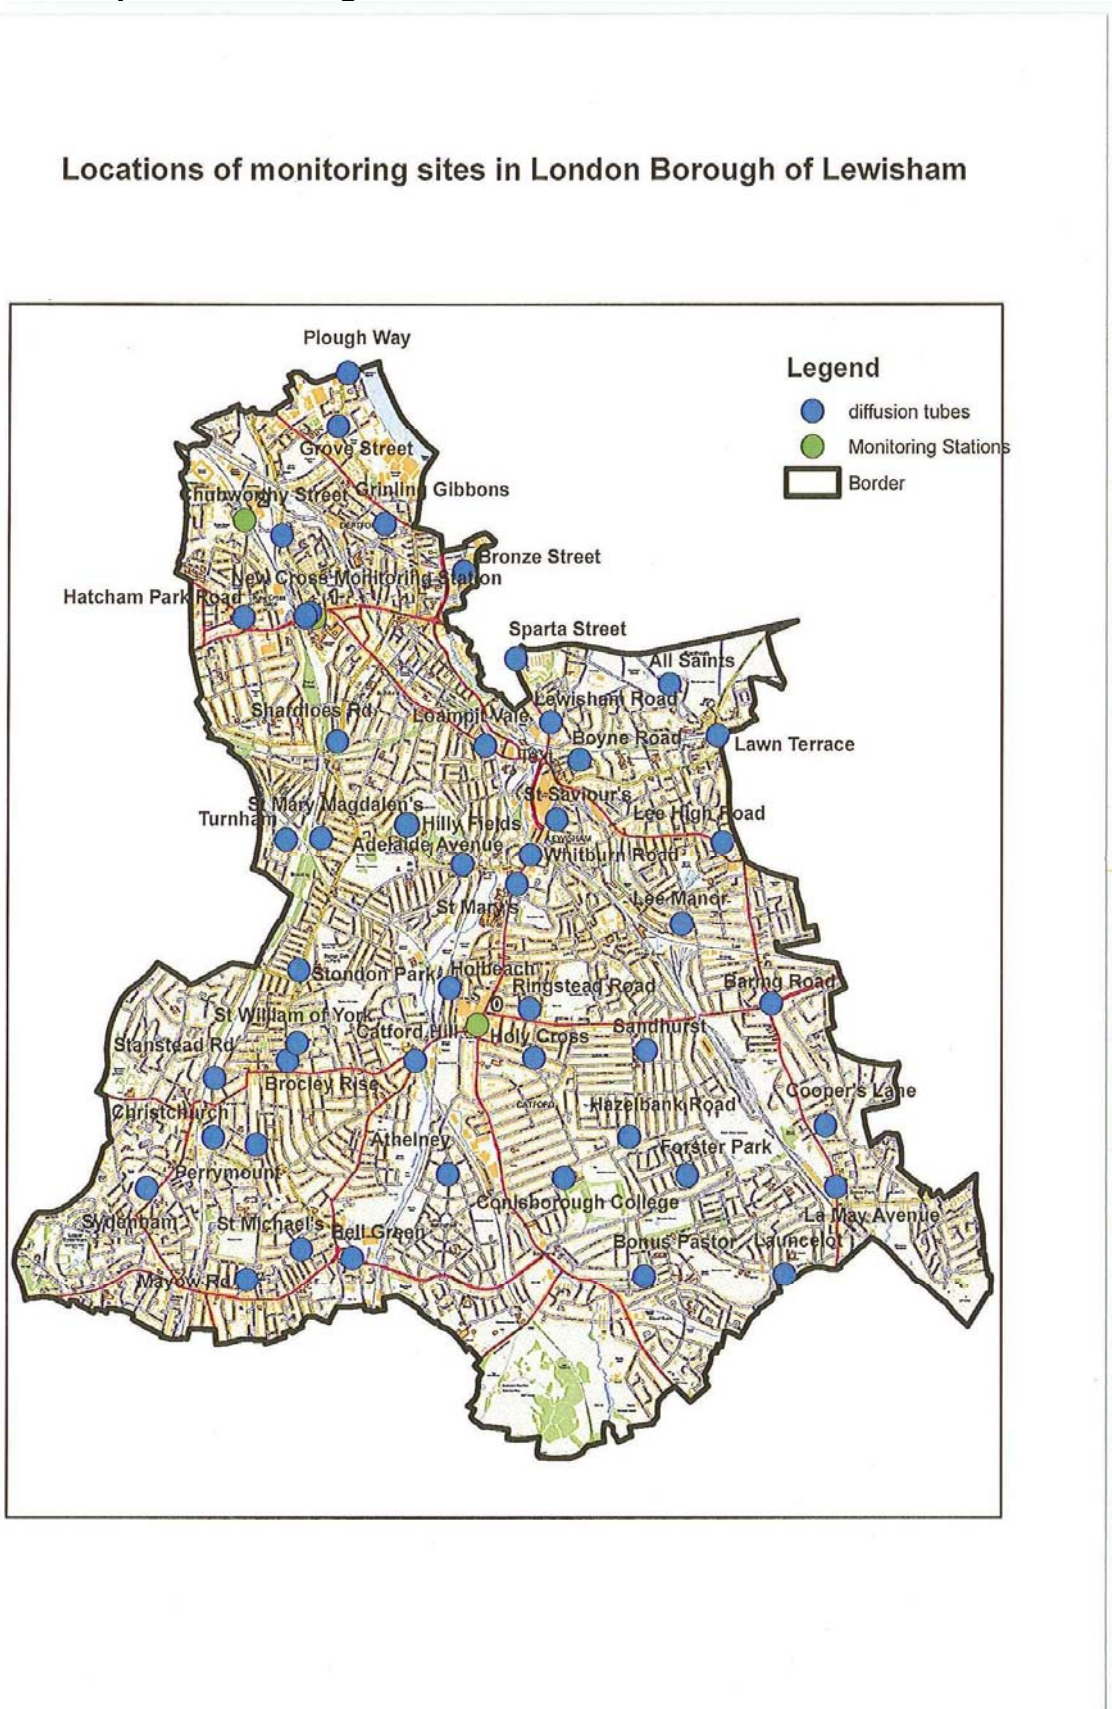 Locations of monitoring sites in London Borough of Lewisham
Plough Way
Legend
diffusion tubes
Monitoring Stations
Border
Grove Street
Chubworthy Street
Grinling Gibbons
Bronze Street
New Cross Monitoring Station
Hatcham Park Road
Sparta Street
All Saints
Lewisham Road
Shardloes Rd
Loampit Vale
Boyne Road
Lawn Terrace
St Saviour's
St Mary Magdalen's
Turnham
Hilly Fields
Lee High Road
LEWISHAM
Adelaide Avenue
Whitburn Road
St Mary's
Lee Manor
Stondon Park
Holbeach
Ringstead Road
Baring Road
St William of York
Catford Hill
Holy Cross
Sandhurst
Stanstead Rd
Brocley Rise
Cooper's Lane
Christchurch
CATFORD
Hazelbank Road
Athelney
Forster Park
Perrymount
Conisborough College
Sydenham
St Michael's
Bell Green
La May Avenue
Bonus Pastor
Launcelot
Mayow Rd